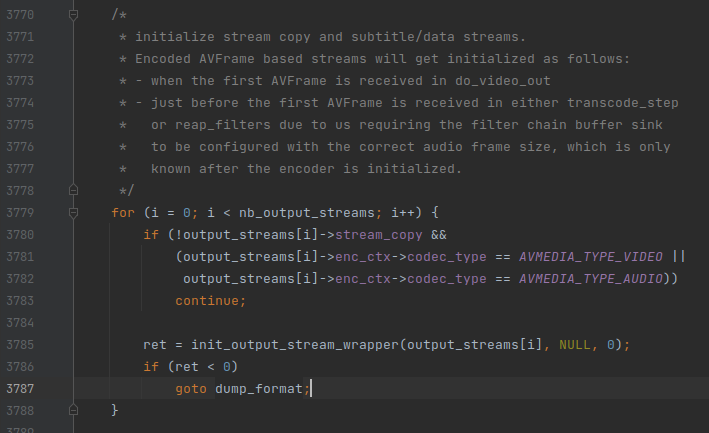 3770 /*
3771 * initialize stream copy and subtitle/data streams.
3772 * Encoded AVFrame based streams will get initialized as follows:
3773 * - when the first AVFrame is received in do_video_out
3774 * - just before the first AVFrame is received in either transcode_step
3775 *   or reap_filters due to us requiring the filter chain buffer sink
3776 *   to be configured with the correct audio frame size, which is only
3777 *   known after the encoder is initialized.
3778 */
3779 for (i = 0; i < nb_output_streams; i++) {
3780     if (!output_streams[i]->stream_copy &&
3781         (output_streams[i]->enc_ctx->codec_type == AVMEDIA_TYPE_VIDEO ||
3782          output_streams[i]->enc_ctx->codec_type == AVMEDIA_TYPE_AUDIO))
3783         continue;
3784
3785     ret = init_output_stream_wrapper(output_streams[i], NULL, 0);
3786     if (ret < 0)
3787         goto dump_format;
3788 }
3789